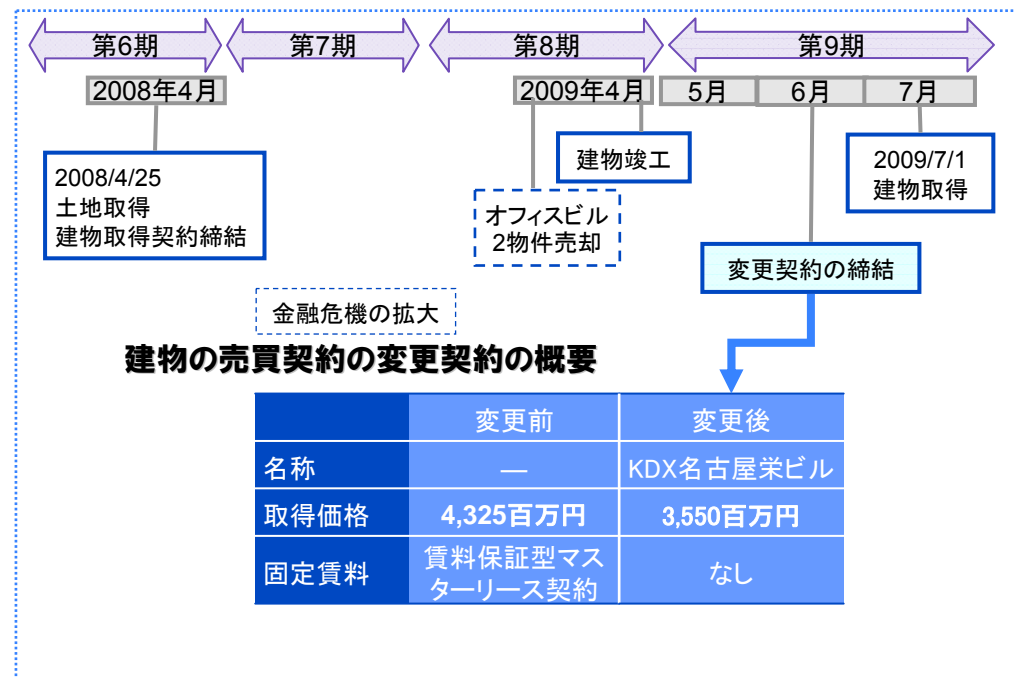 第6期
第7期
第8期
第9期
2008年4月
2009年4月
5月
6月
7月
2008/4/25
土地取得
建物取得契約締結
建物竣工
2009/7/1
建物取得
オフィスビル
2物件売却
変更契約の締結
金融危機の拡大
建物の売買契約の変更契約の概要
変更前
変更後
名称
―
KDX名古屋栄ビル
取得価格
4,325百万円
3,550百万円
固定賃料
賃料保証型マス
ターリース契約
なし